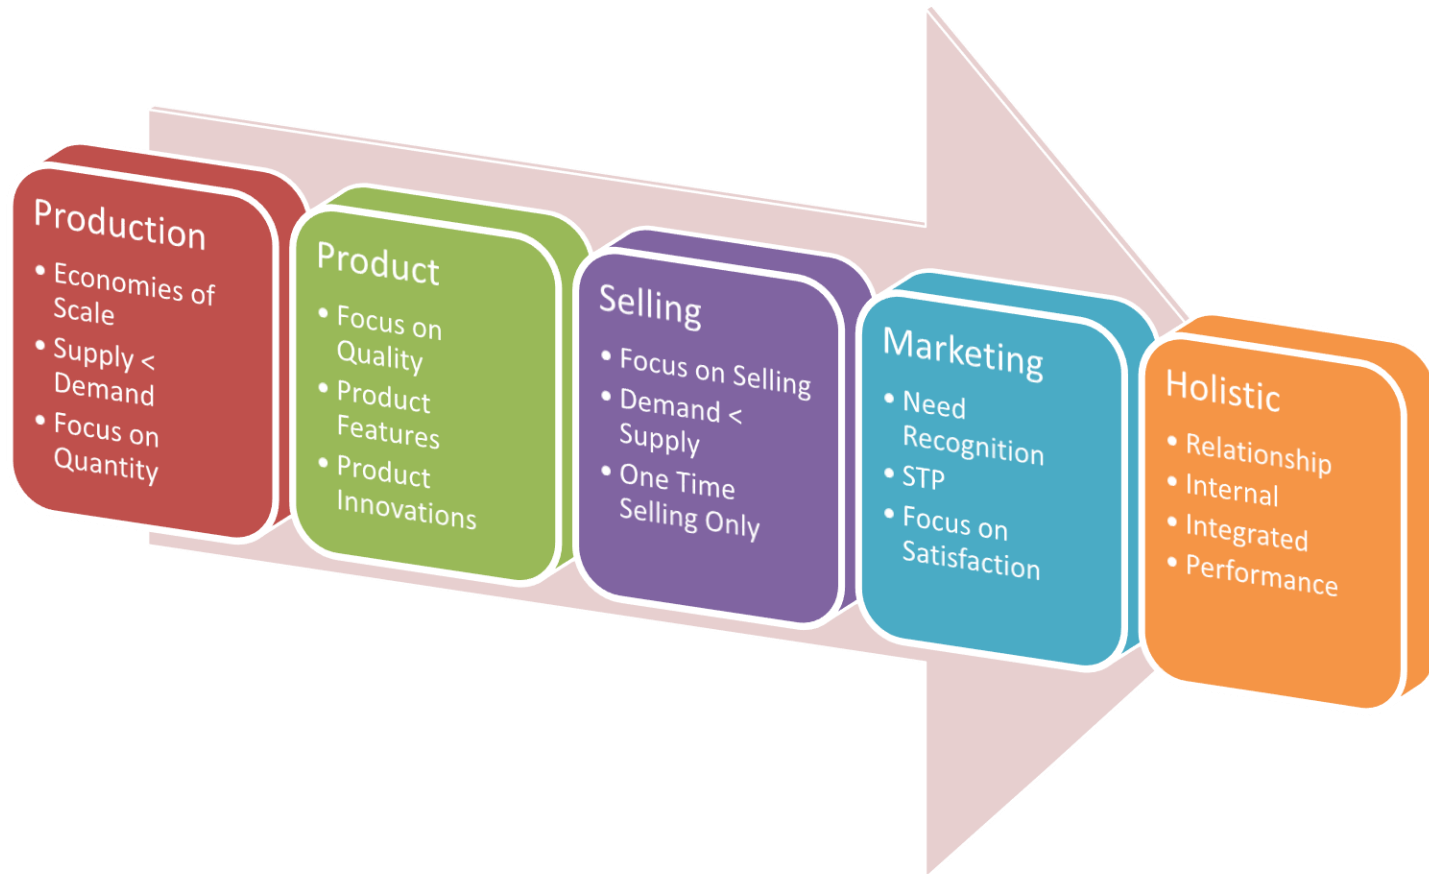 Production
• Economies of
Scale
• Supply <
Demand
• Focus on
Quantity
Product
• Focus on
Quality
• Product
Features
• Product
Innovations
Selling
• Focus on Selling
• Demand <
Supply
• One Time
Selling Only
Marketing
• Need
Recognition
• STP
• Focus on
Satisfaction
Holistic
• Relationship
• Internal
• Integrated
• Performance